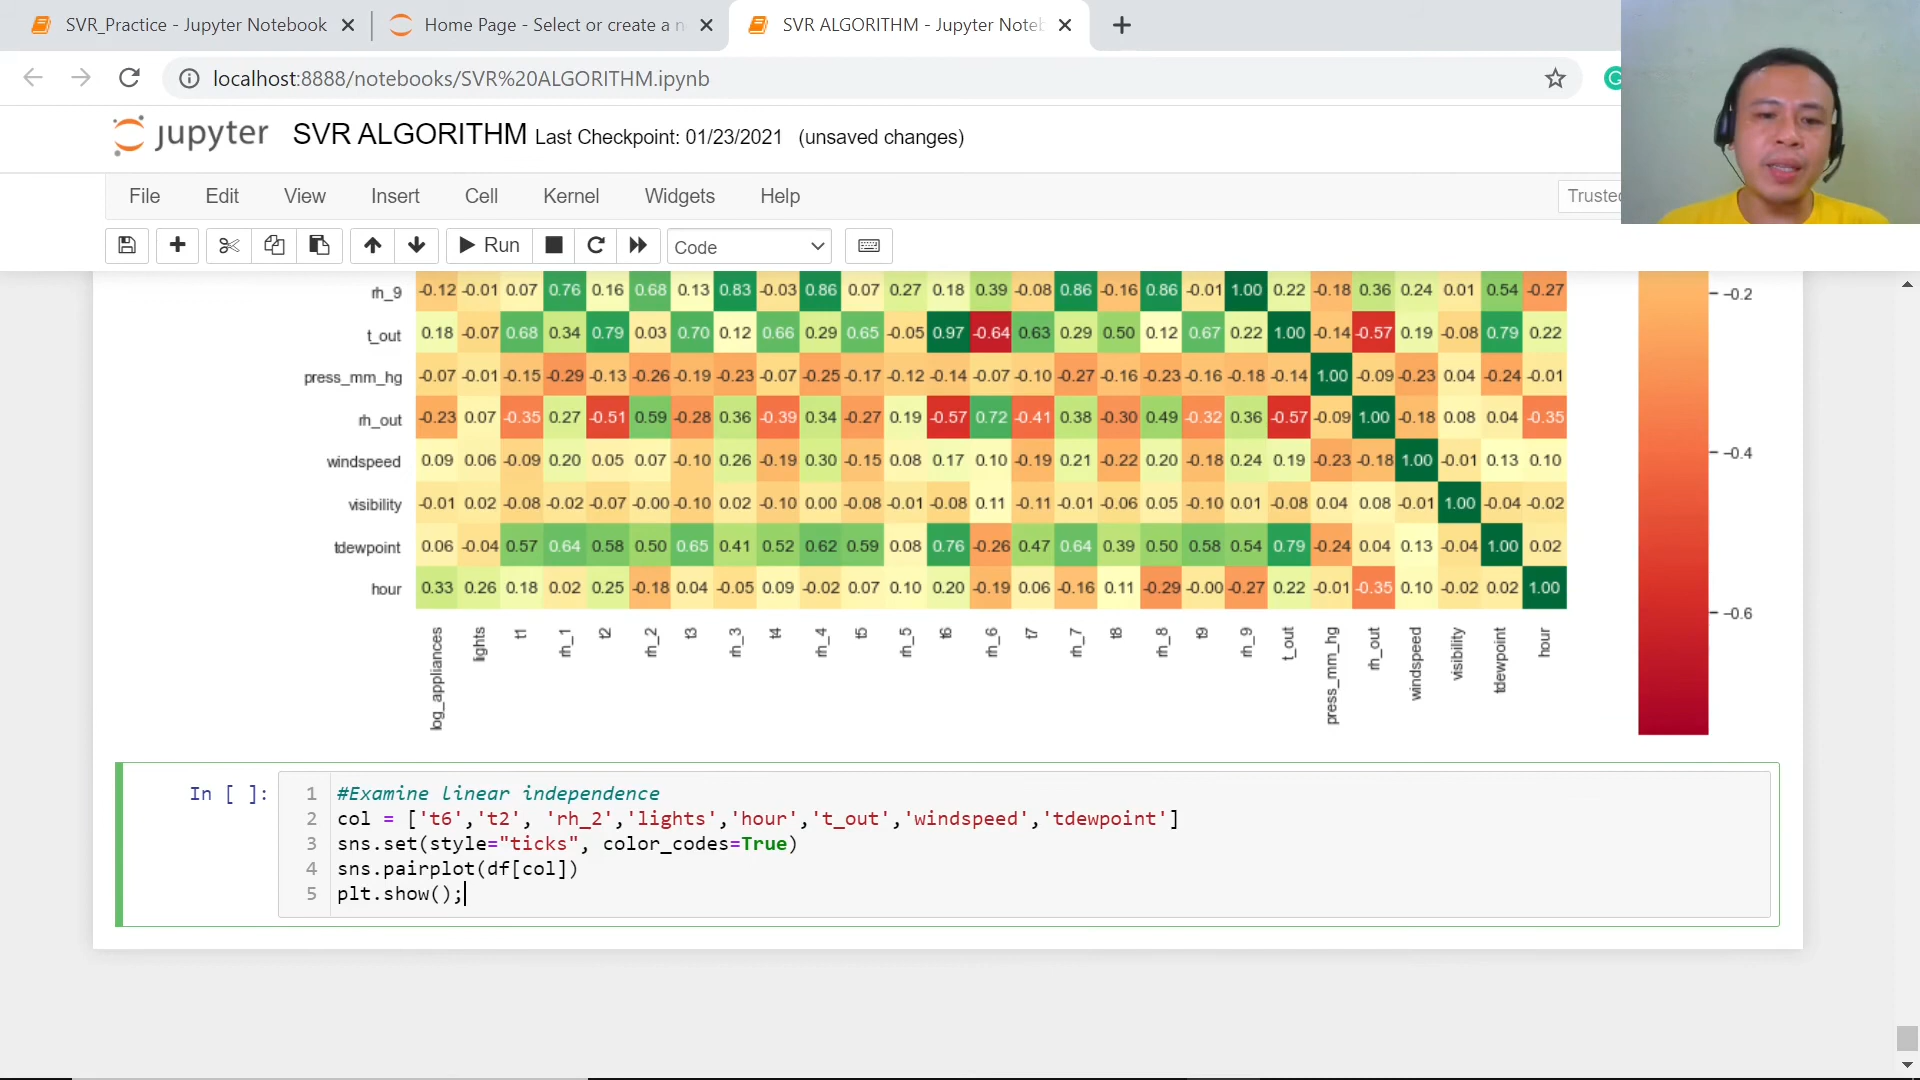 SVR_Practice - Jupyter Notebook
Home Page - Select or create a n
SVR ALGORITHM - Jupyter Note
localhost:8888/notebooks/SVR%20ALGORITHM.ipynb
jupyter SVR ALGORITHM Last Checkpoint: 01/23/2021 (unsaved changes)
File Edit View Insert Cell Kernel Widgets Help Trusted
Run Code
rh_9 -0.12 -0.01 0.07 0.76 0.16 0.68 0.13 0.83 -0.03 0.86 0.07 0.27 0.18 0.39 -0.08 0.86 -0.16 0.86 -0.01 1.00 0.22 -0.18 0.36 0.24 0.01 0.54 -0.27
t_out 0.18 -0.07 0.68 0.34 0.79 0.03 0.70 0.12 0.66 0.29 0.65 -0.05 0.97 -0.64 0.63 0.29 0.50 0.12 0.67 0.22 1.00 -0.14 -0.57 0.19 -0.08 0.79 0.22
press_mm_hg -0.07 -0.01 -0.15 -0.29 -0.13 -0.26 -0.19 -0.23 -0.07 -0.25 -0.17 -0.12 -0.14 -0.07 -0.10 -0.27 -0.16 -0.23 -0.16 -0.18 -0.14 1.00 -0.09 -0.23 0.04 -0.24 -0.01
rh_out -0.23 0.07 -0.35 0.27 -0.51 0.59 -0.28 0.36 -0.39 0.34 -0.27 0.19 -0.57 0.72 -0.41 0.38 -0.30 0.49 -0.32 0.36 -0.57 -0.09 1.00 -0.18 0.08 0.04 -0.35
windspeed 0.09 0.06 -0.09 0.20 0.05 0.07 -0.10 0.26 -0.19 0.30 -0.15 0.08 0.17 0.10 -0.19 0.21 -0.22 0.20 -0.18 0.24 0.19 -0.23 -0.18 1.00 -0.01 0.13 0.10
visibility -0.01 0.02 -0.08 -0.02 -0.07 -0.00 -0.10 0.02 -0.10 0.00 -0.08 -0.01 -0.08 0.11 -0.11 -0.01 -0.06 0.05 -0.10 0.01 -0.08 0.04 0.08 -0.01 1.00 -0.04 -0.02
tdewpoint 0.06 -0.04 0.57 0.64 0.58 0.50 0.65 0.41 0.52 0.62 0.59 0.08 0.76 -0.26 0.47 0.64 0.39 0.50 0.58 0.54 0.79 -0.24 0.04 0.13 -0.04 1.00 0.02
hour 0.33 0.26 0.18 0.02 0.25 -0.18 0.04 -0.05 0.09 -0.02 0.07 0.10 0.20 -0.19 0.06 -0.16 0.11 -0.29 -0.00 -0.27 0.22 -0.01 -0.35 0.10 -0.02 0.02 1.00
log_appliances lights t1 rh_1 t2 rh_2 t3 rh_3 t4 rh_4 t5 rh_5 t6 rh_6 t7 rh_7 t8 rh_8 t9 rh_9 t_out press_mm_hg rh_out windspeed visibility tdewpoint hour
-0.2
-0.4
-0.6
In [ ]:
1 #Examine linear independence
2 col = ['t6','t2', 'rh_2','lights','hour','t_out','windspeed','tdewpoint']
3 sns.set(style="ticks", color_codes=True)
4 sns.pairplot(df[col])
5 plt.show();